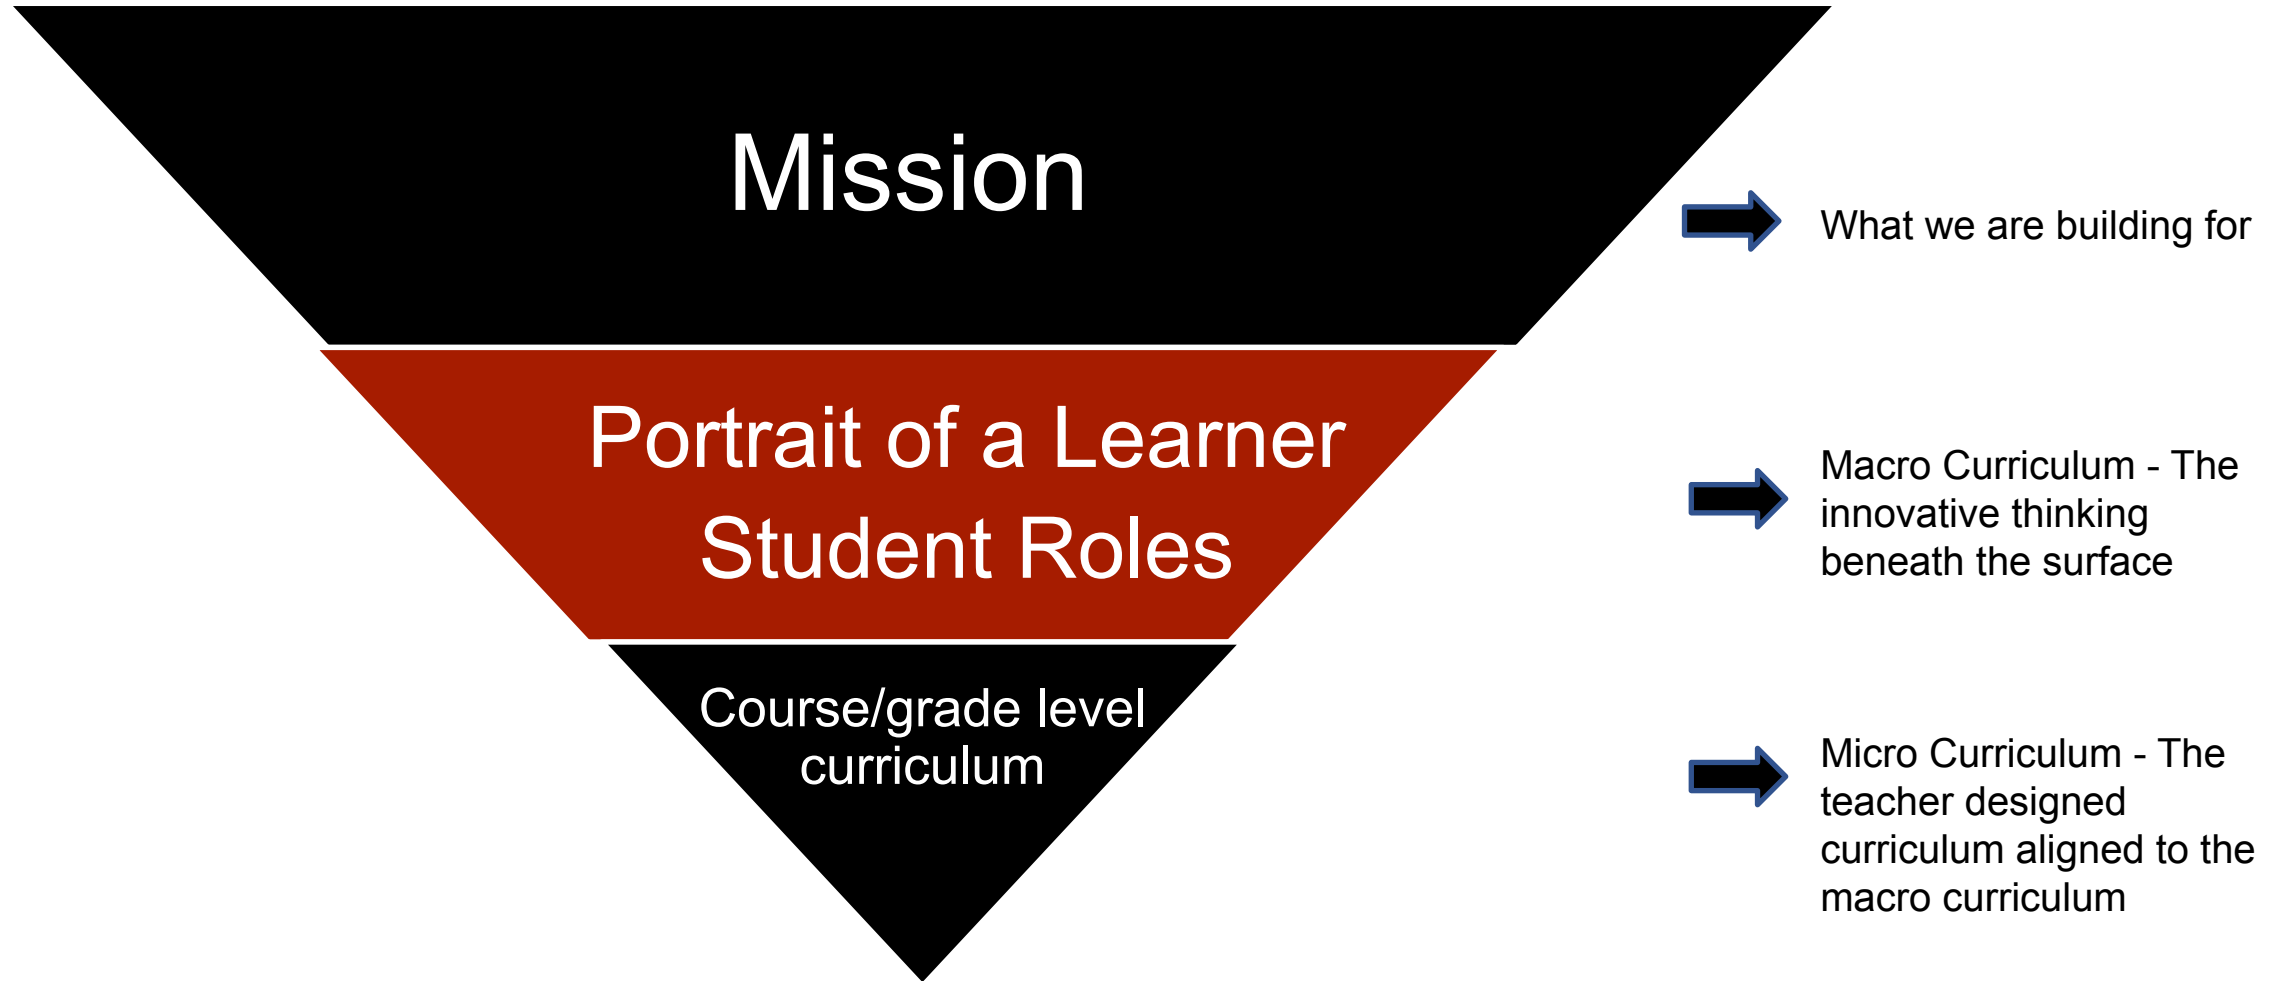 Mission
What we are building for
Portrait of a Learner
Student Roles
Macro Curriculum - The
innovative thinking
beneath the surface
Course/grade level
curriculum
Micro Curriculum - The
teacher designed
curriculum aligned to the
macro curriculum